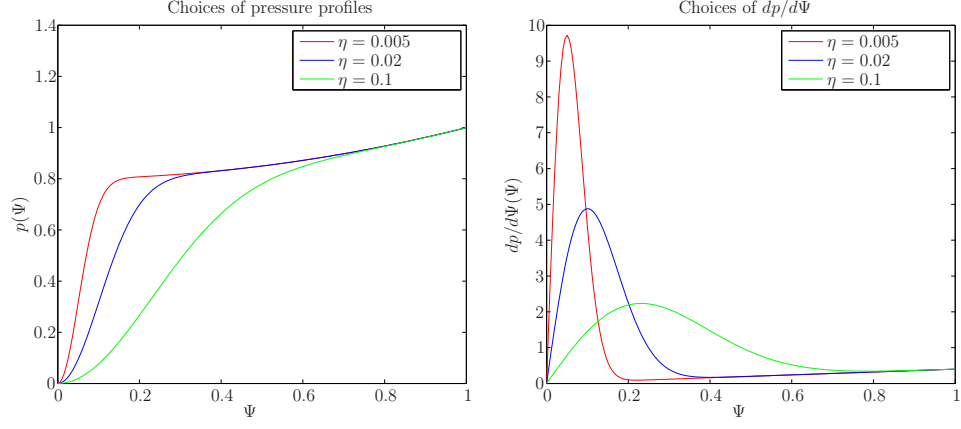 Choices of pressure profiles
1.4
1.2
1
0.8
0.6
0.4
0.2
0
0 0.2 0.4 0.6 0.8 1
p(Ψ)
Ψ
η = 0.005
η = 0.02
η = 0.1
Choices of dp/dΨ
10
9
8
7
6
5
4
3
2
1
0
0 0.2 0.4 0.6 0.8 1
dp/dΨ(Ψ)
Ψ
η = 0.005
η = 0.02
η = 0.1